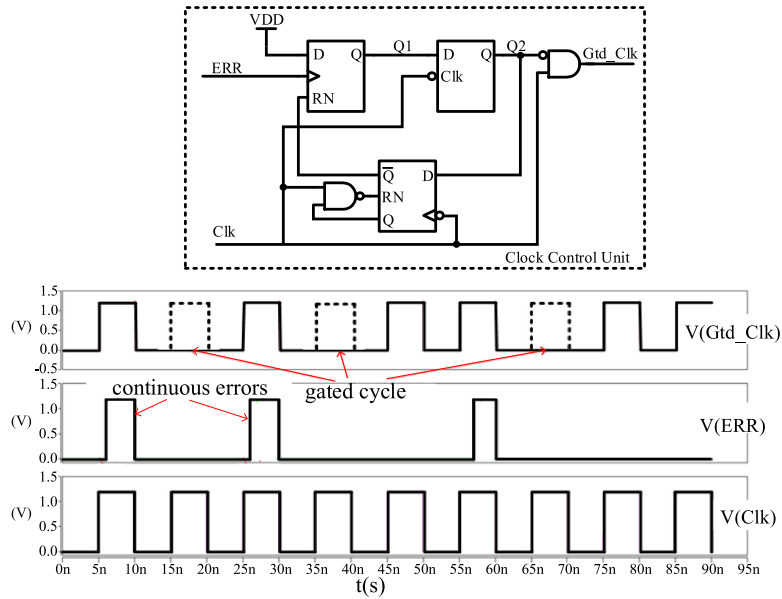 VDD
D Q Q1 D Q Q2 Gtd_Clk
ERR Clk
RN
Q̅ D
RN
Q
Clk
Clock Control Unit
1.5
1.0
(V)
0.5
0.0
-0.5
V(Gtd_Clk)
continuous errors gated cycle
1.5
1.0
(V)
0.5
0.0
V(ERR)
1.5
1.0
(V)
0.5
0.0
V(Clk)
0n 5n 10n 15n 20n 25n 30n 35n 40n 45n 50n 55n 60n 65n 70n 75n 80n 85n 90n 95n
t(s)